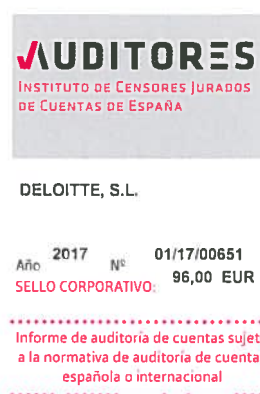 AUDITORES
INSTITUTO DE CENSORES JURADOS
DE CUENTAS DE ESPAÑA
DELOITTE, S.L.
Año 2017 Nº 01/17/00651
SELLO CORPORATIVO: 96,00 EUR
Informe de auditoría de cuentas sujet
a la normativa de auditoría de cuenta
española o internacional